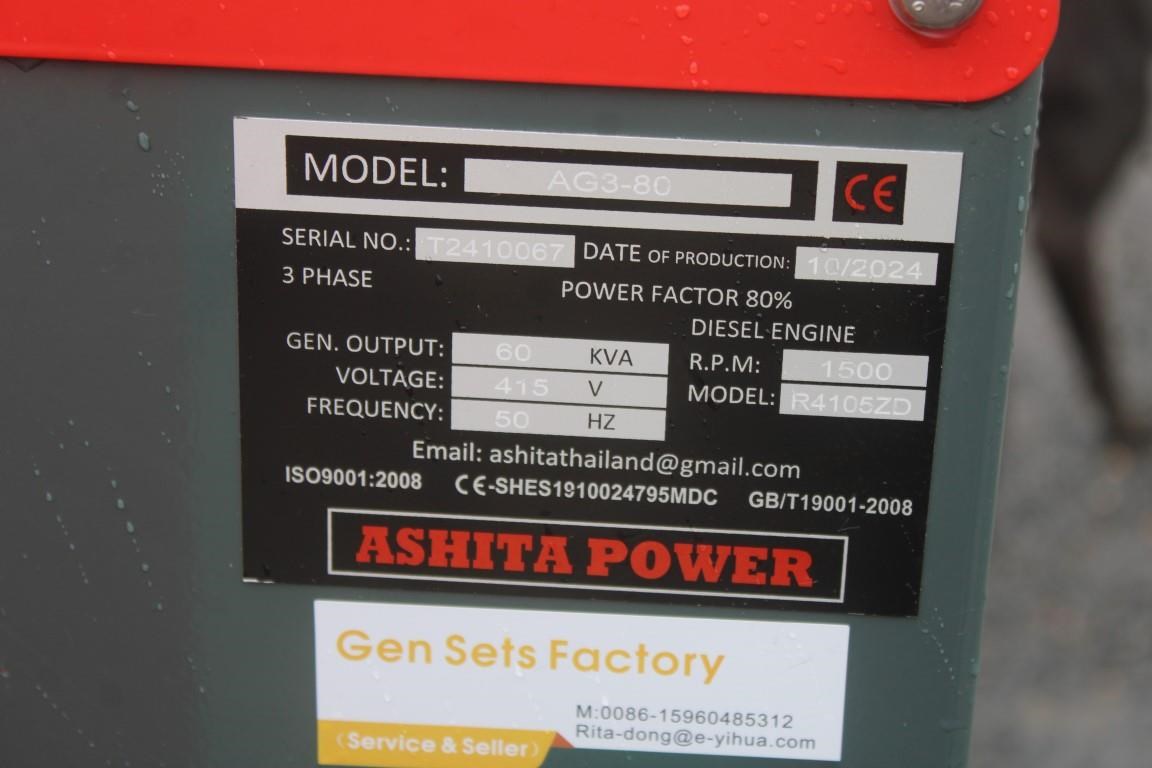 MODEL: AG3-80 CE
SERIAL NO.: T2410067 DATE OF PRODUCTION: 10/2024
3 PHASE POWER FACTOR 80%
DIESEL ENGINE
GEN. OUTPUT: 60 KVA R.P.M: 1500
VOLTAGE: 415 V MODEL: R4105ZD
FREQUENCY: 50 HZ
Email: ashitathailand@gmail.com
ISO9001:2008 CE-SHES1910024795MDC GB/T19001-2008
ASHITA POWER
Gen Sets Factory
M:0086-15960485312
Rita-dong@e-yihua.com
(Service & Seller)